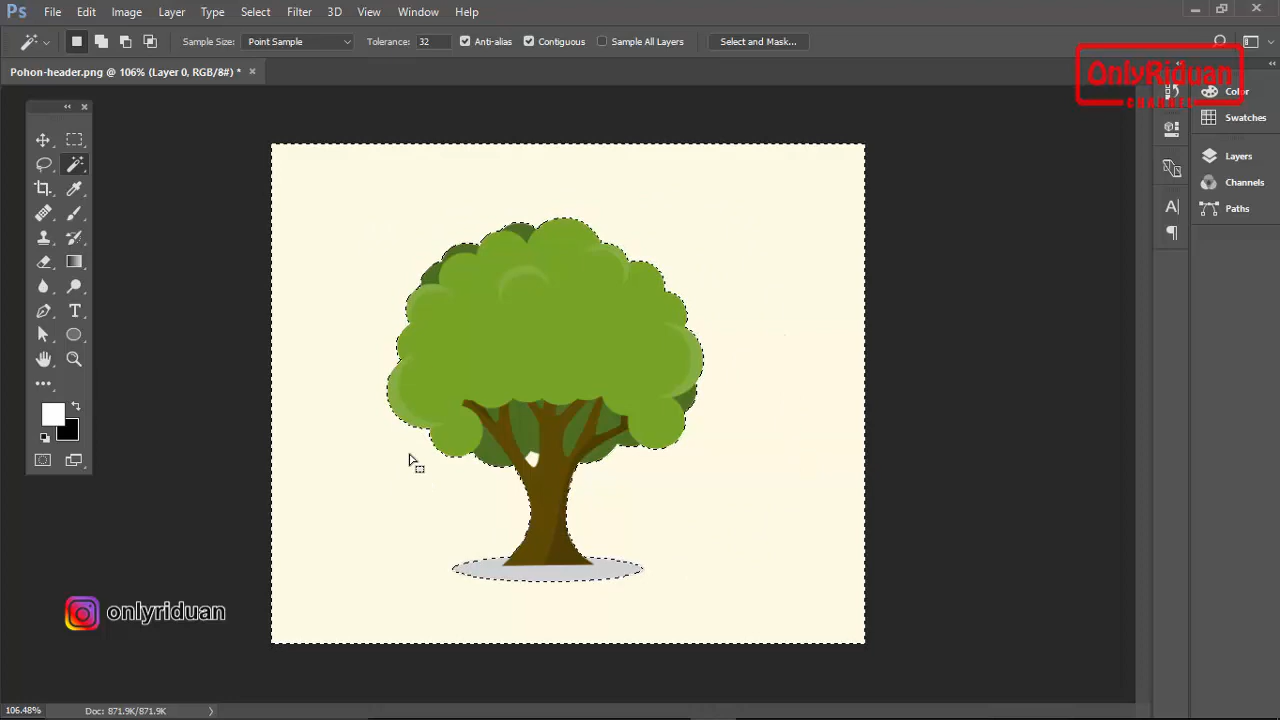 Ps File Edit Image Layer Type Select Filter 3D View Window Help
Sample Size: Point Sample Tolerance: 32 Anti-alias Contiguous Sample All Layers Select and Mask...
Pohon-header.png @ 106% (Layer 0, RGB/8#) *
OnlyRiduan
CHANNEL
Color
Swatches
Layers
Channels
Paths
onlyriduan
106.48% Doc: 871.9K/871.9K